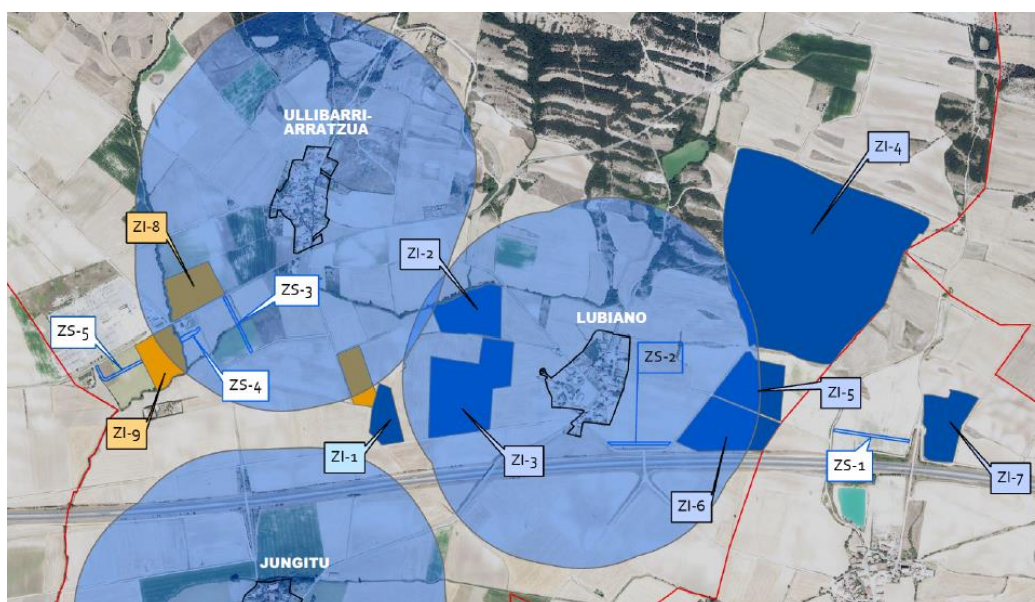 ULLIBARRI-
ARRATZUA
ZI-4
ZI-8
ZI-2
ZS-3
LUBIANO
ZS-5
ZS-2
ZS-4
ZI-5
ZI-9
ZI-1
ZI-3
ZS-1
ZI-7
ZI-6
JUNGITU